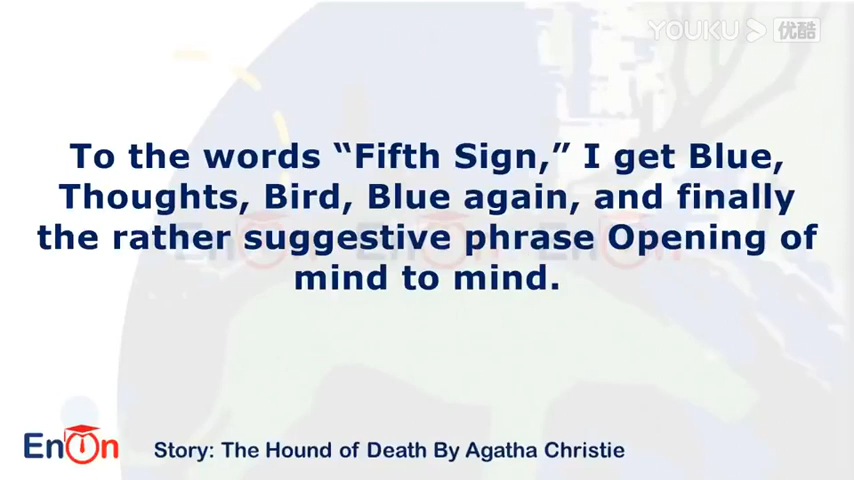 YOUKU 优酷
To the words “Fifth Sign,” I get Blue,
Thoughts, Bird, Blue again, and finally
the rather suggestive phrase Opening of
mind to mind.
EnOn
Story: The Hound of Death By Agatha Christie